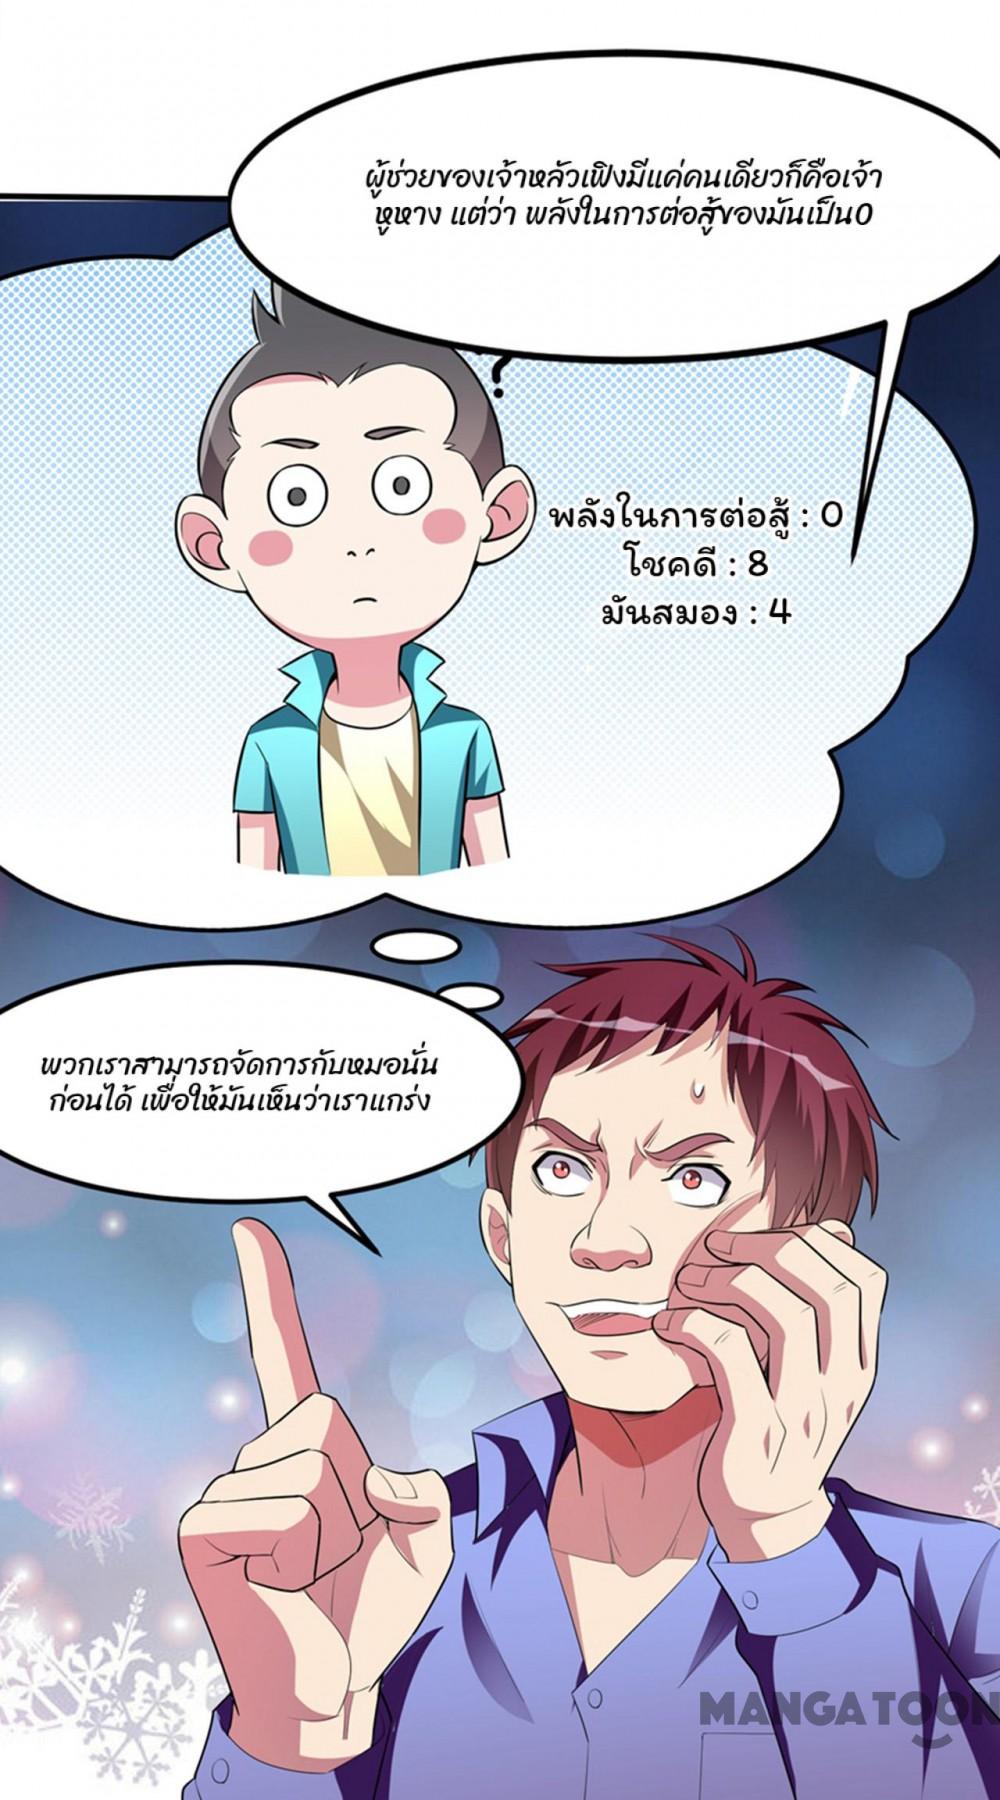 ผู้ช่วยของเจ้าหลัวเฟิงมีแค่คนเดียวก็คือเจ้า
หูหาง แต่ว่า พลังในการต่อสู้ของมันเป็น0
?
พลังในการต่อสู้ : 0
โชคดี : 8
มันสมอง : 4
พวกเราสามารถจัดการกับหมอนั่น
ก่อนได้ เพื่อให้มันเห็นว่าเราแกร่ง
MANGATOON